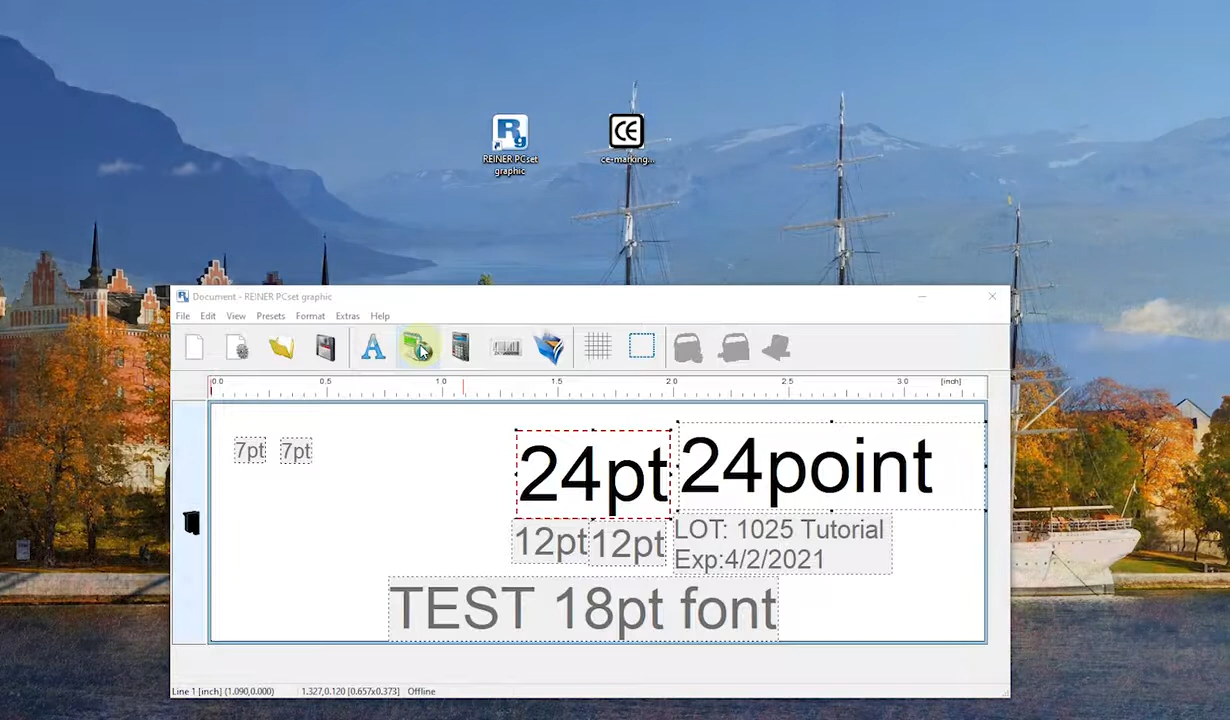 REINER PCset
graphic
ce-marking...
Document - REINER PCset graphic
File Edit View Presets Format Extras Help
0.0 0.5 1.0 1.5 2.0 2.5 3.0 [inch]
7pt 7pt
24pt 24point
12pt 12pt
LOT: 1025 Tutorial
Exp:4/2/2021
TEST 18pt font
Line 1 [inch] (1.090,0.000) 1.327,0.120 [0.657x0.373] Offline